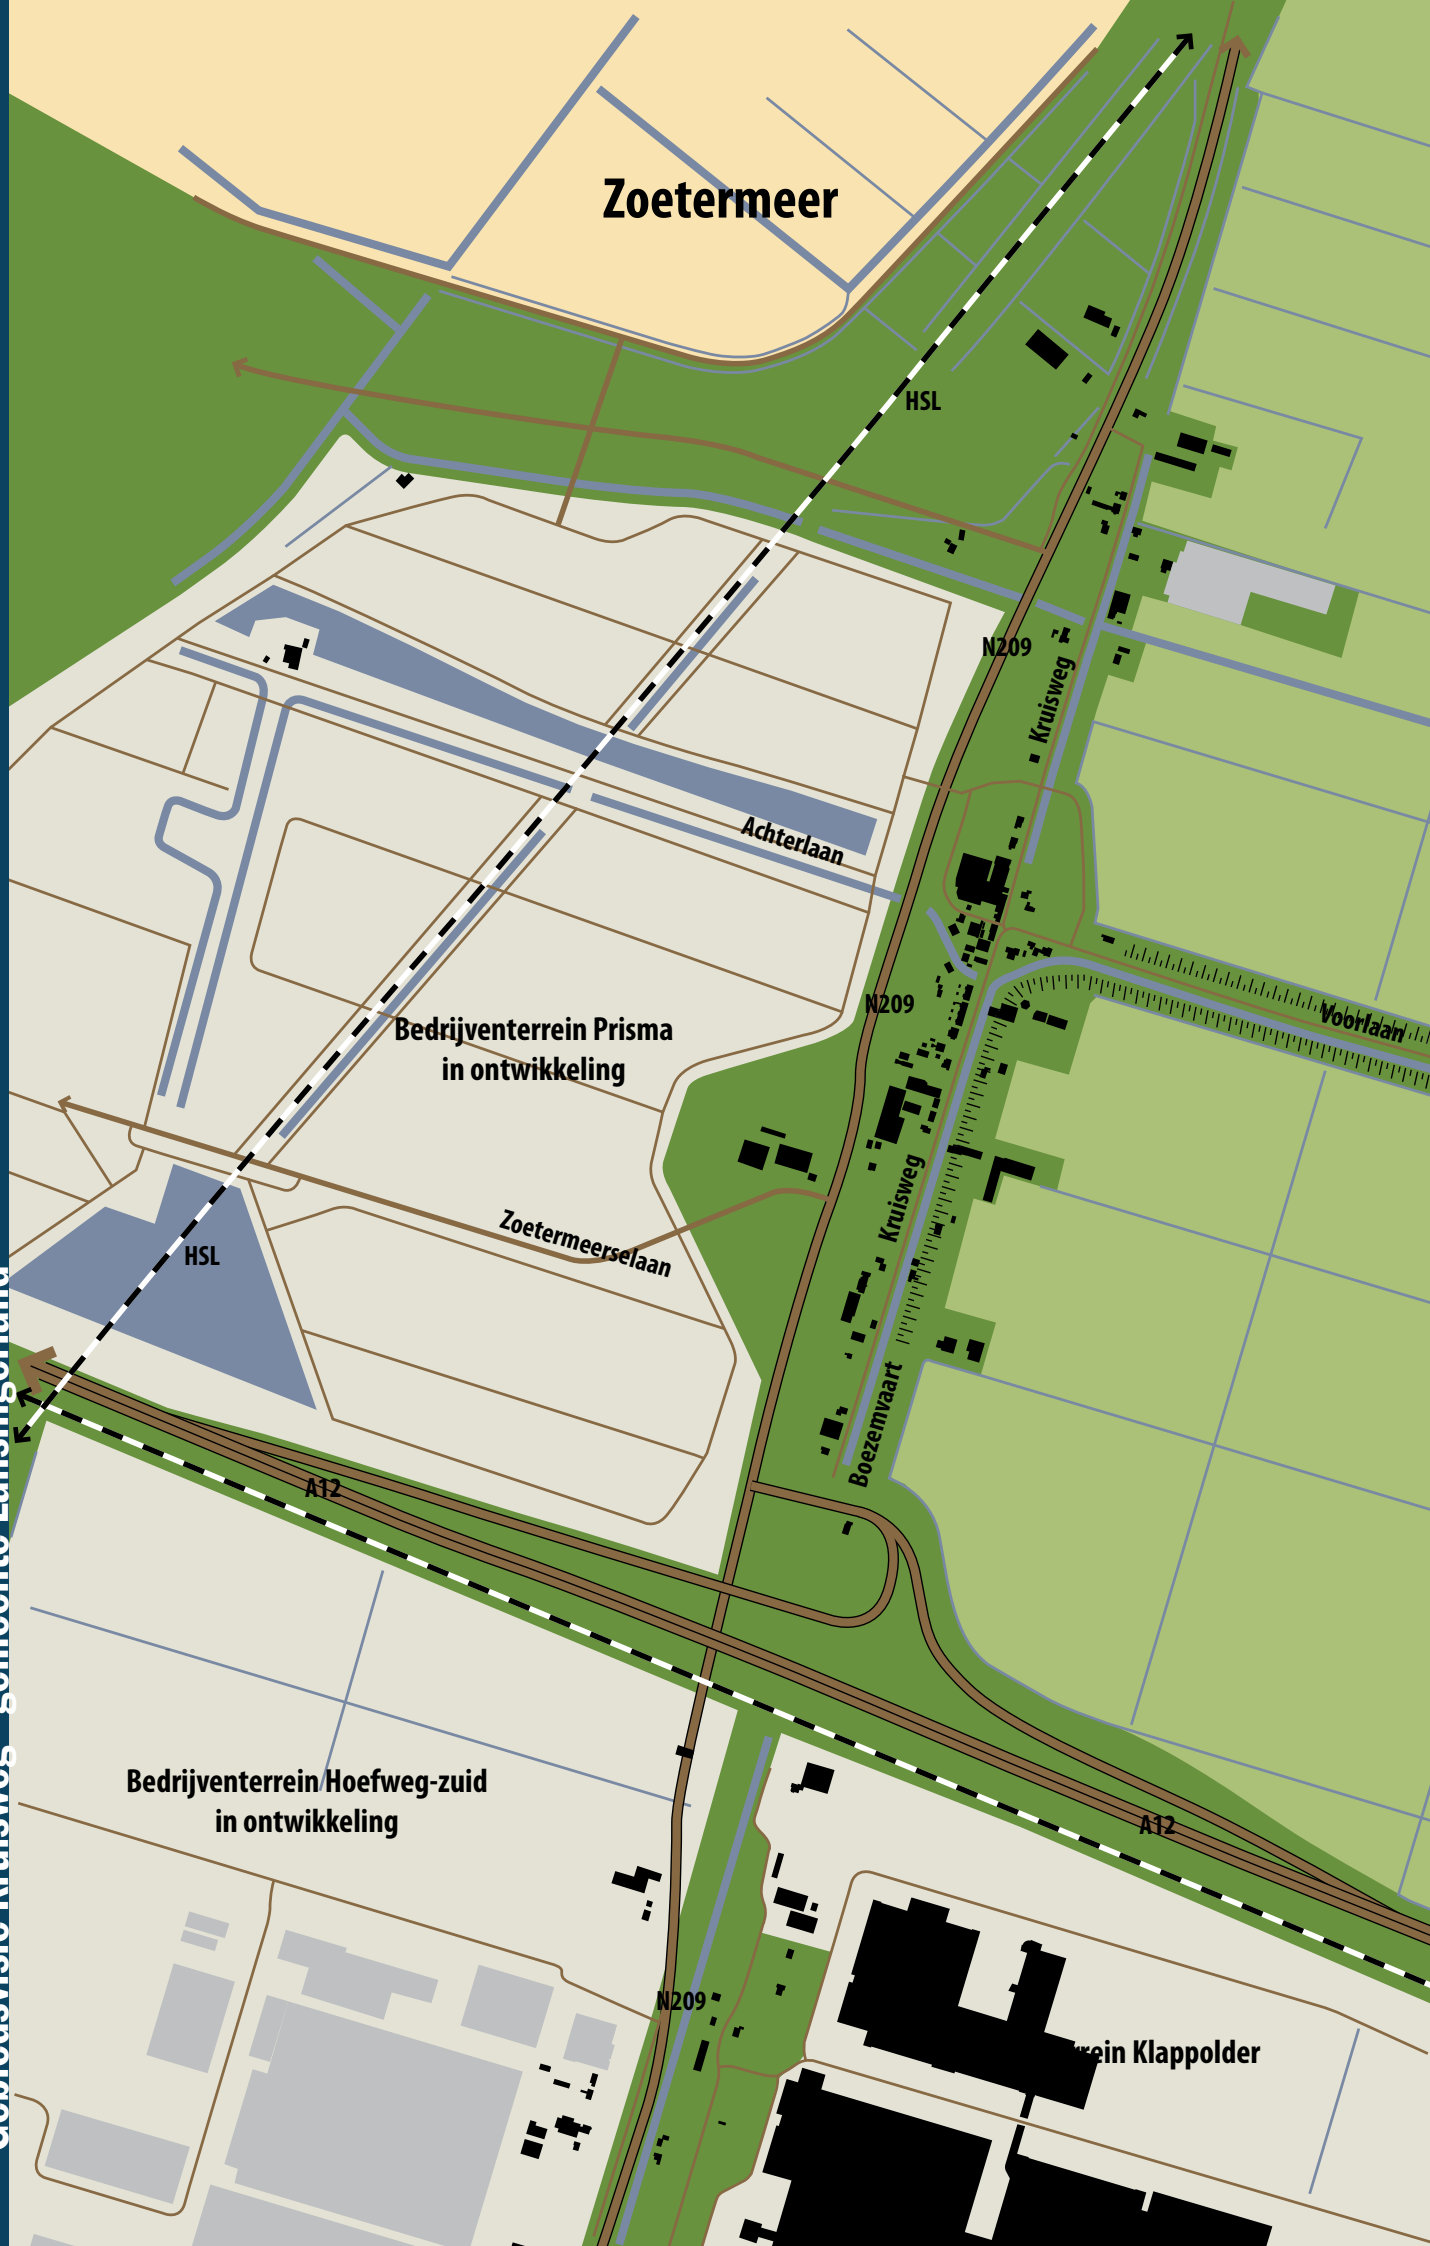 Zoetermeer
HSL
N209
Kruisweg
Achterlaan
N209
Voorlaan
Bedrijventerrein Prisma
in ontwikkeling
Kruisweg
Zoetermeerselaan
HSL
Boezemvaart
A12
Bedrijventerrein Hoefweg-zuid
in ontwikkeling
A12
N209
rrein Klappolder